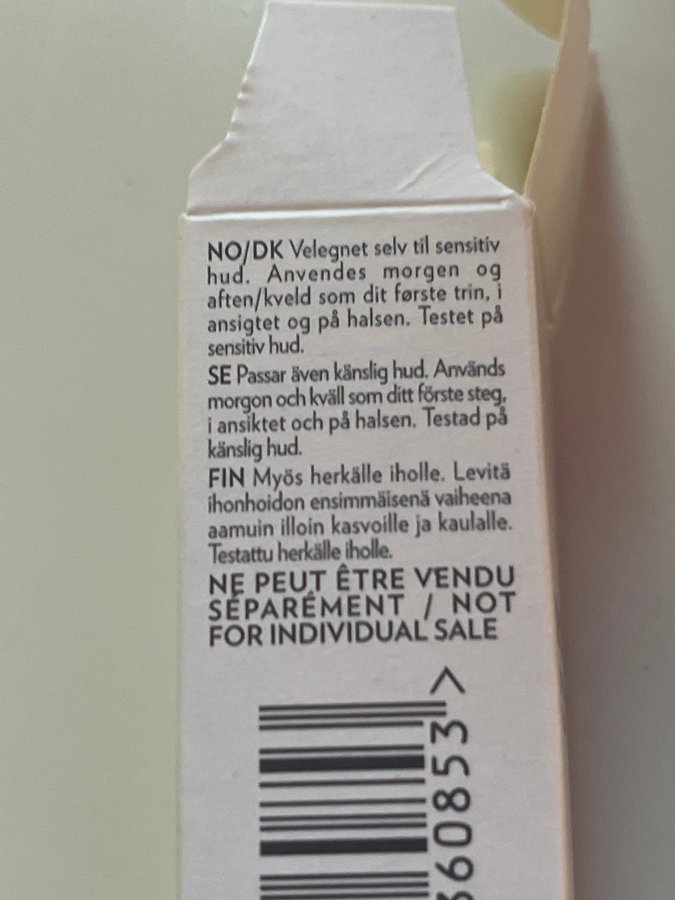 NO/DK Velegnet selv til sensitiv
hud. Anvendes morgen og
aften/kveld som dit første trin, i
ansigtet og på halsen. Testet på
sensitiv hud.
SE Passar även känslig hud. Används
morgon och kväll som ditt förste steg,
i ansiktet och på halsen. Testad på
känslig hud.
FIN Myös herkälle iholle. Levitä
ihonhoidon ensimmäisenä vaiheena
aamuin illoin kasvoille ja kaulalle.
Testattu herkälle iholle.
NE PEUT ÊTRE VENDU
SÉPARÉMENT / NOT
FOR INDIVIDUAL SALE
60853>